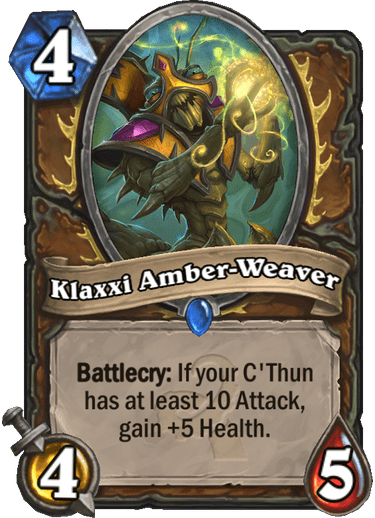 4
Klaxxi Amber-Weaver
Battlecry: If your C'Thun
has at least 10 Attack,
gain +5 Health.
4
5